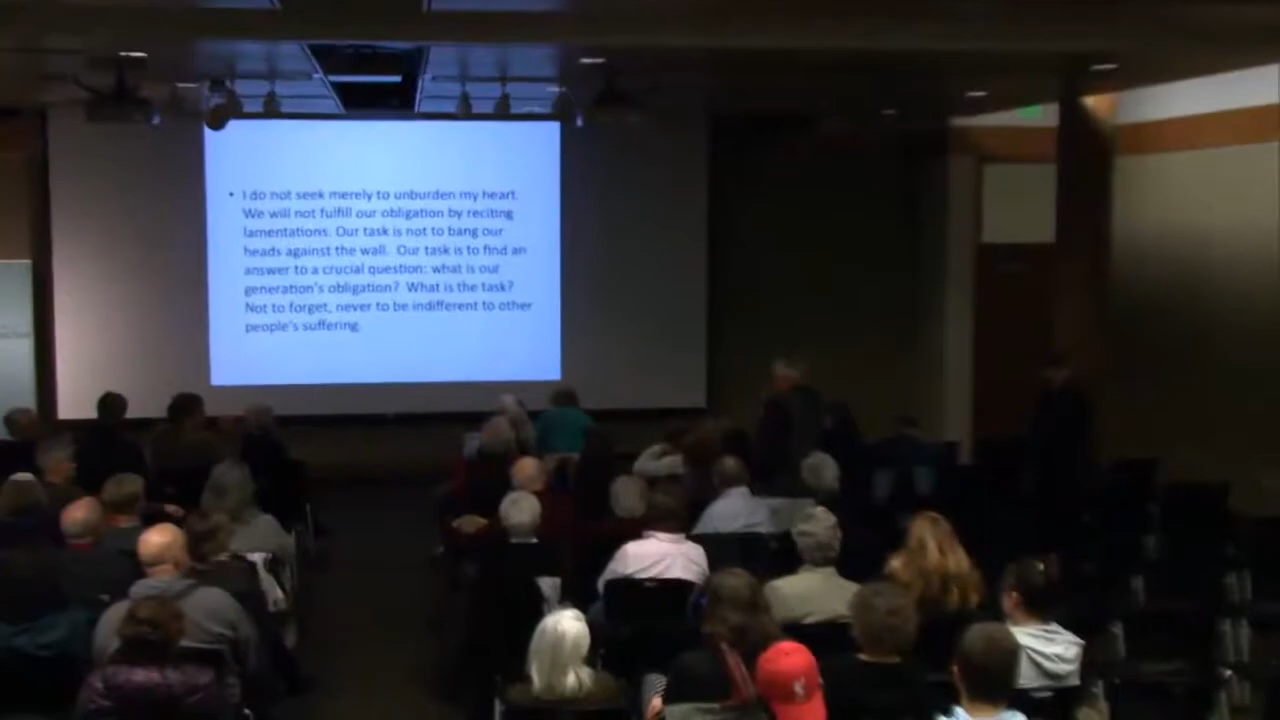 • I do not seek merely to unburden my heart.
We will not fulfill our obligation by reciting
lamentations. Our task is not to bang our
heads against the wall.  Our task is to find an
answer to a crucial question: what is our
generation's obligation?  What is the task?
Not to forget, never to be indifferent to other
people's suffering.